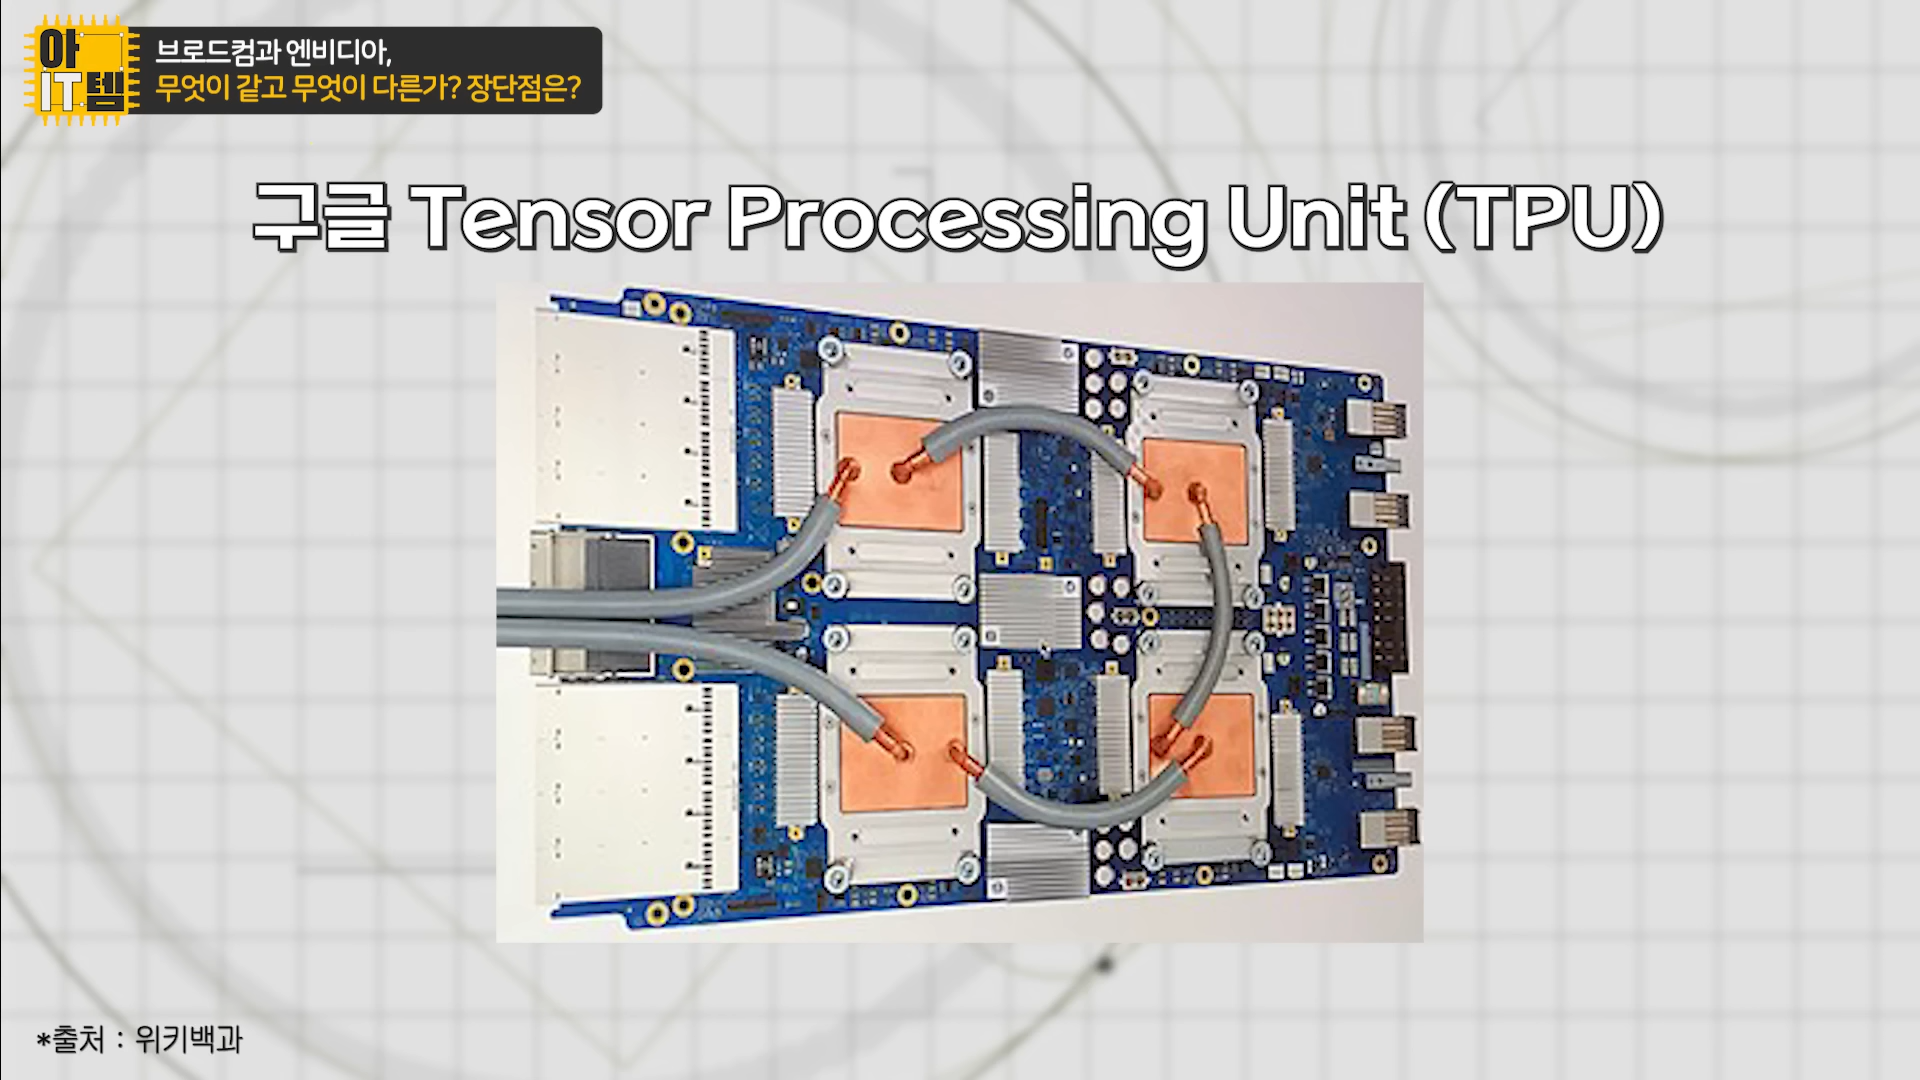 아
IT템
브로드컴과 엔비디아,
무엇이 같고 무엇이 다른가? 장단점은?
구글 Tensor Processing Unit (TPU)
*출처 : 위키백과